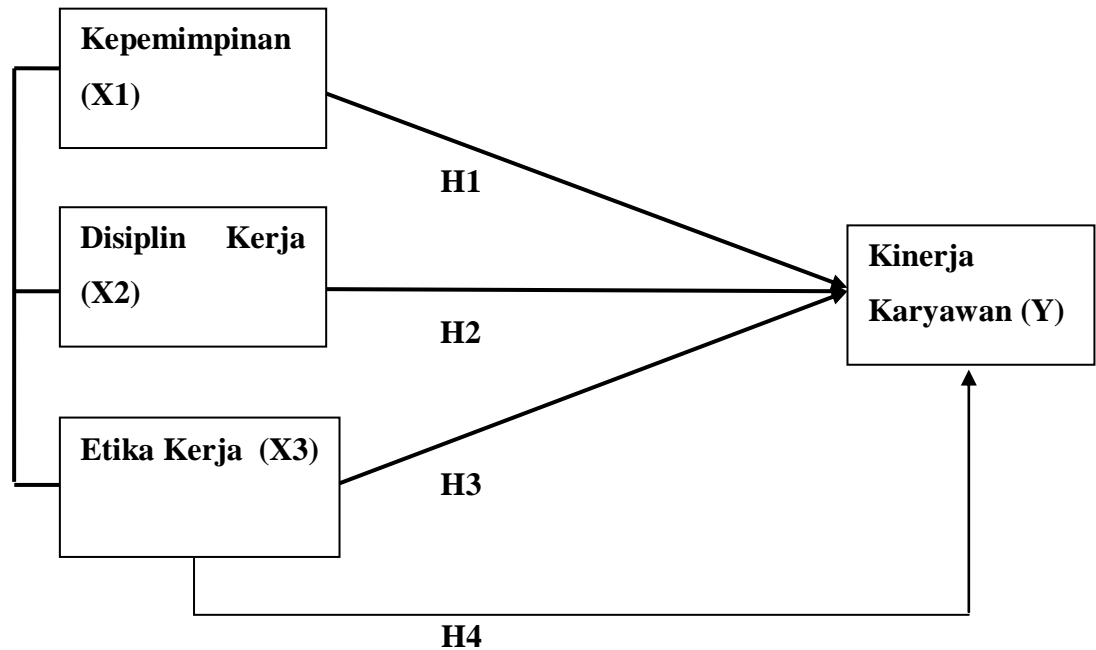 Kepemimpinan
(X1)
H1
Disiplin Kerja
(X2)
H2
Kinerja
Karyawan (Y)
Etika Kerja (X3)
H3
H4